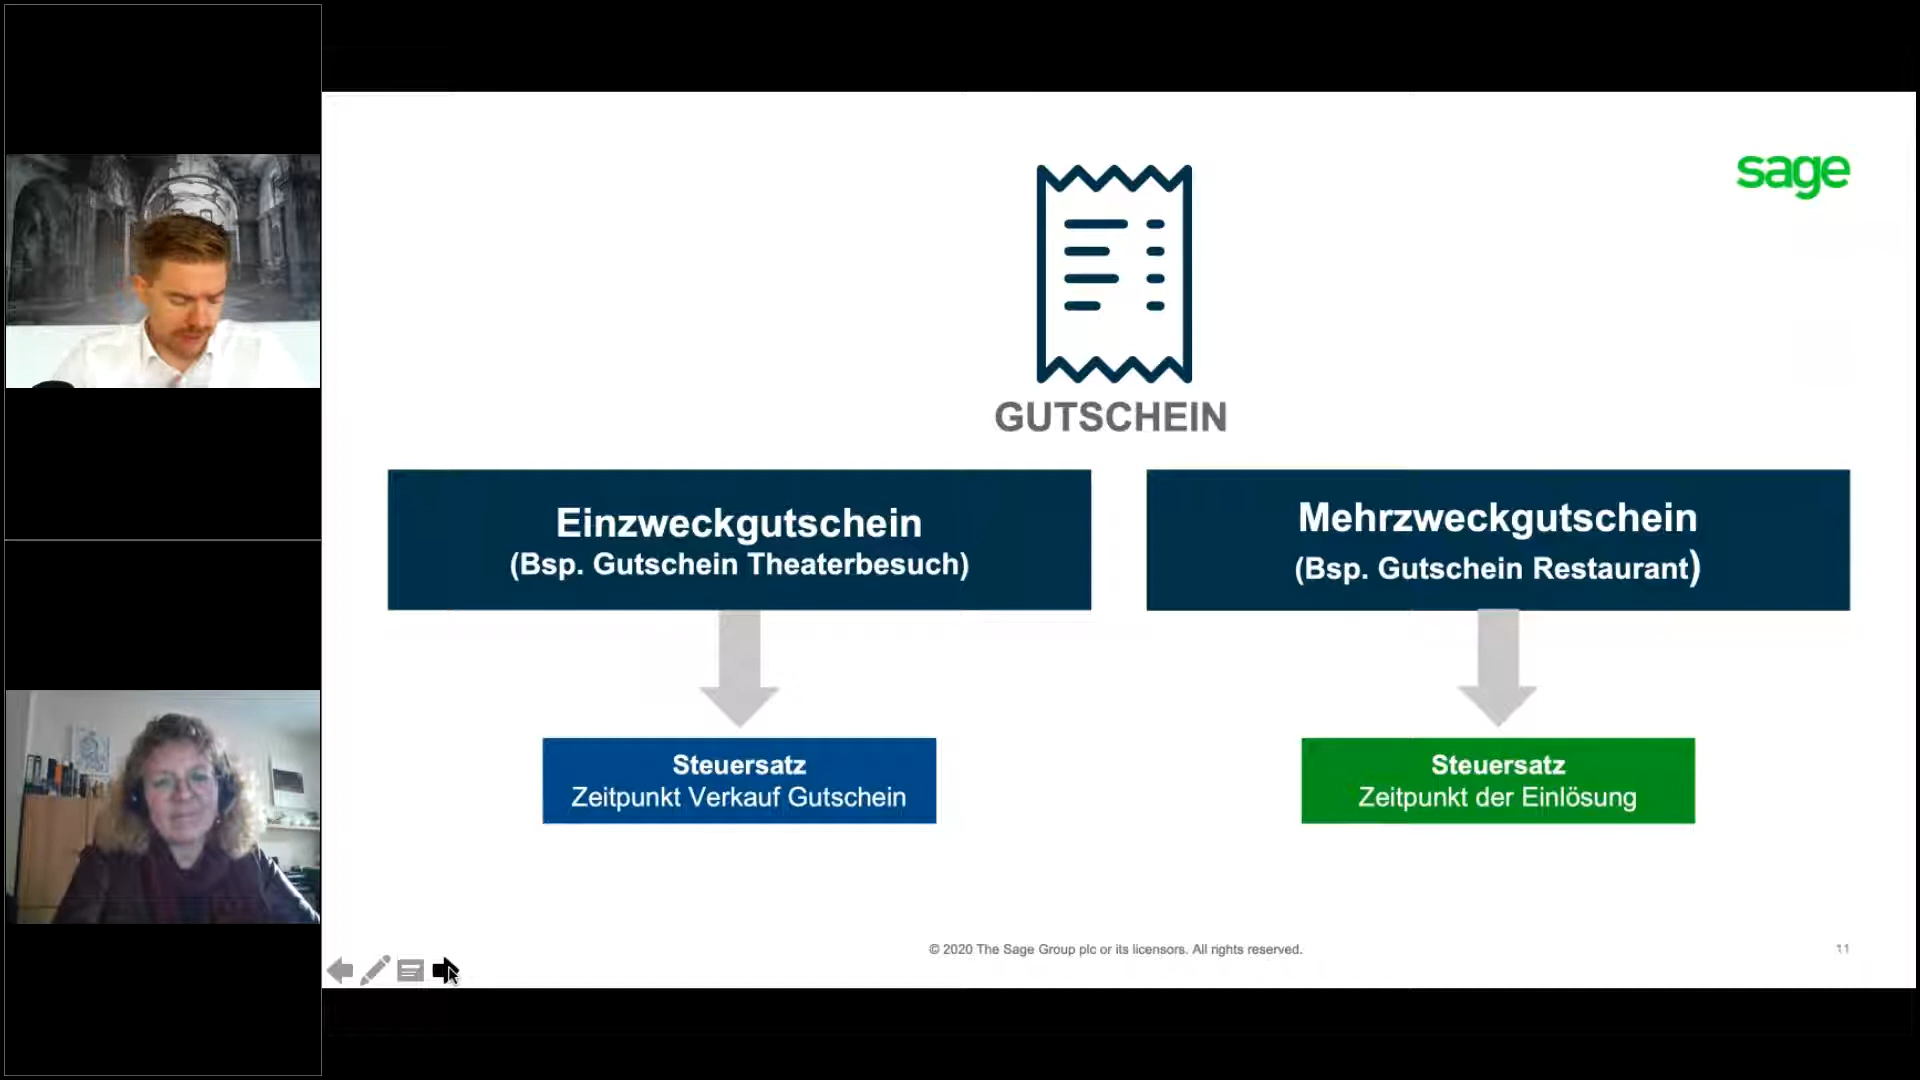 sage
GUTSCHEIN
Einzweckgutschein
(Bsp. Gutschein Theaterbesuch)
Mehrzweckgutschein
(Bsp. Gutschein Restaurant)
Steuersatz
Zeitpunkt Verkauf Gutschein
Steuersatz
Zeitpunkt der Einlösung
© 2020 The Sage Group plc or its licensors. All rights reserved.
11